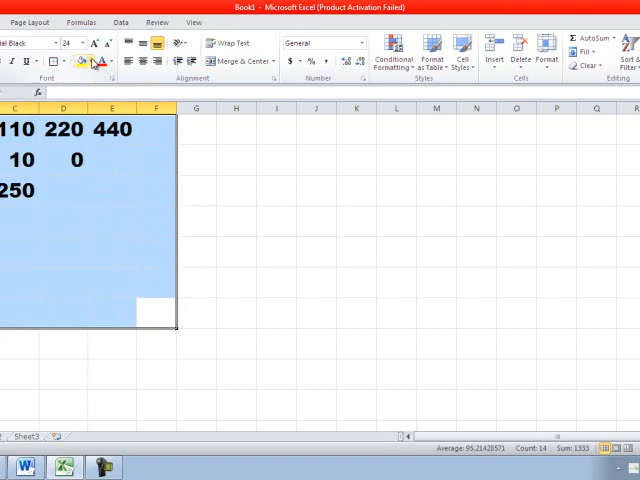 Book1 - Microsoft Excel (Product Activation Failed)
Page Layout Formulas Data Review View
ial Black 24 A A Wrap Text General Conditional Format Cell Insert Delete Format AutoSum Sort &
I U A Merge & Center $ % , Formatting as Table Styles Fill Filter
Clear
Font Alignment Number Styles Cells Editing
fx
C D E F G H I J K L M N O P Q R
110 220 440
10 0
250
Sheet3
Average: 95.21428571 Count: 14 Sum: 1333
W X